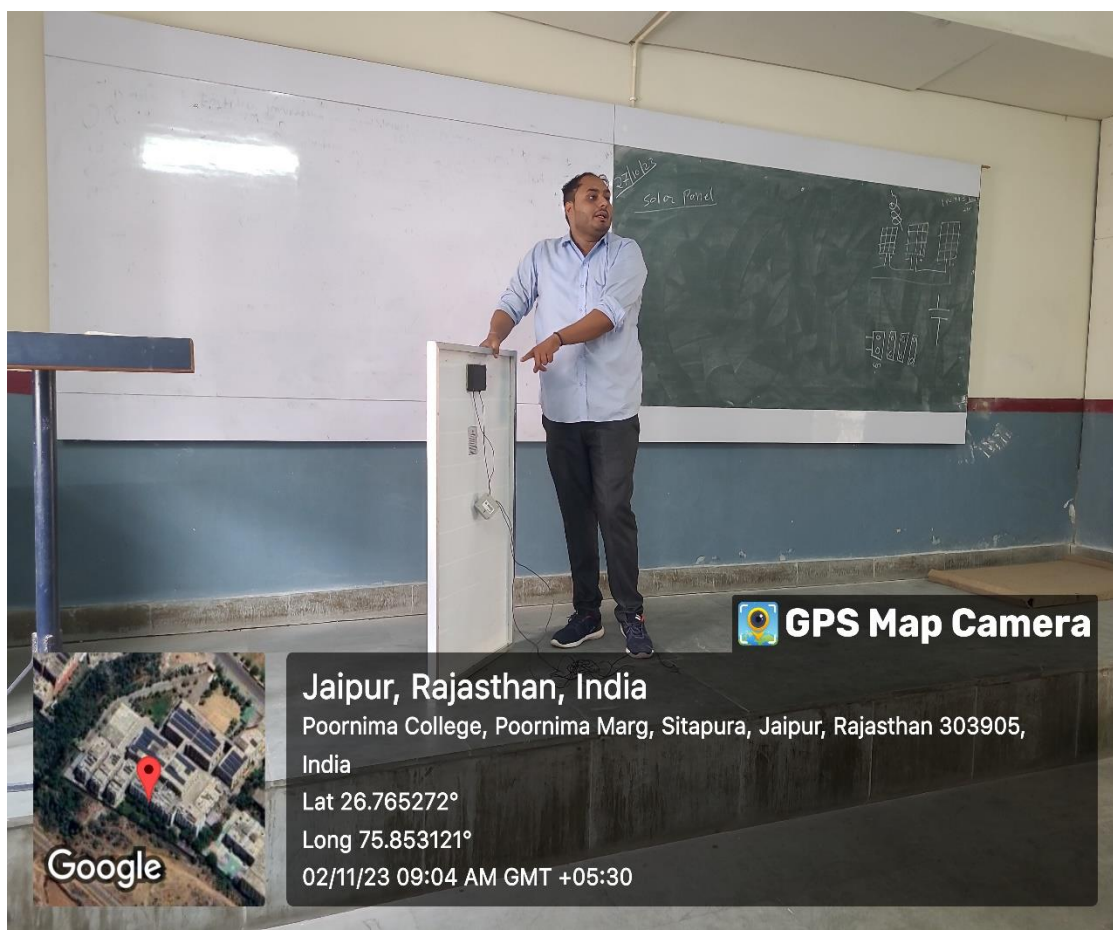 27/10/23
Solar Panel
GPS Map Camera
Jaipur, Rajasthan, India
Poornima College, Poornima Marg, Sitapura, Jaipur, Rajasthan 303905,
India
Lat 26.765272°
Long 75.853121°
02/11/23 09:04 AM GMT +05:30
Google